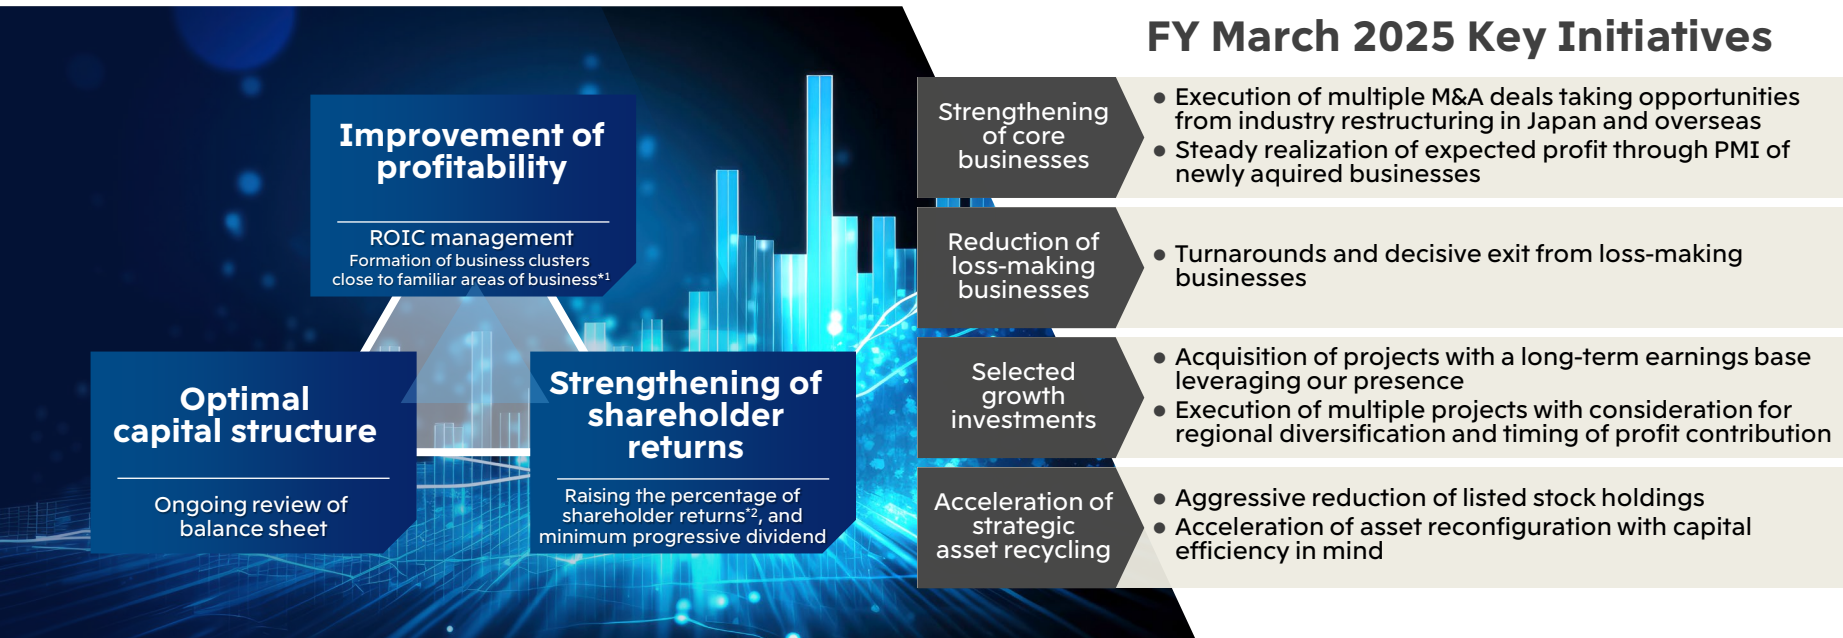 Improvement of
profitability
ROIC management
Formation of business clusters
close to familiar areas of business*1
Optimal
capital structure
Ongoing review of
balance sheet
Strengthening of
shareholder
returns
Raising the percentage of
shareholder returns*2, and
minimum progressive dividend
FY March 2025 Key Initiatives
Strengthening
of core
businesses
● Execution of multiple M&A deals taking opportunities
from industry restructuring in Japan and overseas
● Steady realization of expected profit through PMI of
newly aquired businesses
Reduction of
loss-making
businesses
● Turnarounds and decisive exit from loss-making
businesses
Selected
growth
investments
● Acquisition of projects with a long-term earnings base
leveraging our presence
● Execution of multiple projects with consideration for
regional diversification and timing of profit contribution
Acceleration of
strategic
asset recycling
● Aggressive reduction of listed stock holdings
● Acceleration of asset reconfiguration with capital
efficiency in mind